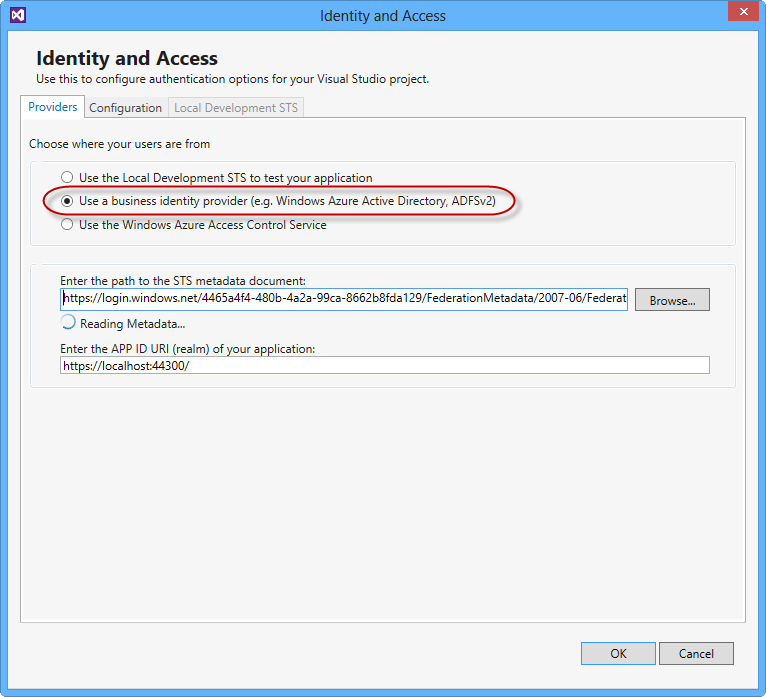 Identity and Access
Identity and Access
Use this to configure authentication options for your Visual Studio project.
Providers Configuration Local Development STS
Choose where your users are from
Use the Local Development STS to test your application
Use a business identity provider (e.g. Windows Azure Active Directory, ADFSv2)
Use the Windows Azure Access Control Service
Enter the path to the STS metadata document:
https://login.windows.net/4465a4f4-480b-4a2a-99ca-8662b8fda129/FederationMetadata/2007-06/Federat Browse...
Reading Metadata...
Enter the APP ID URI (realm) of your application:
https://localhost:44300/
OK Cancel